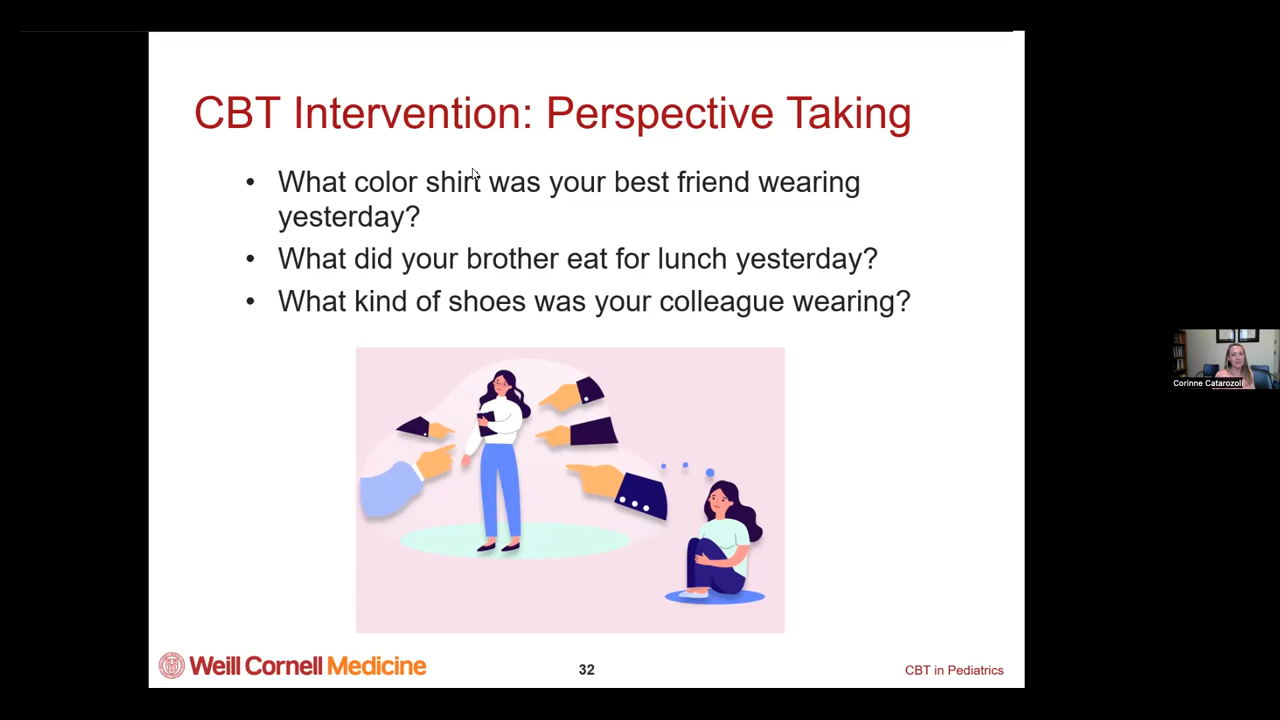 CBT Intervention: Perspective Taking
• What color shirt was your best friend wearing
yesterday?
• What did your brother eat for lunch yesterday?
• What kind of shoes was your colleague wearing?
Corinne Catarozoli
Weill Cornell Medicine
32
CBT in Pediatrics